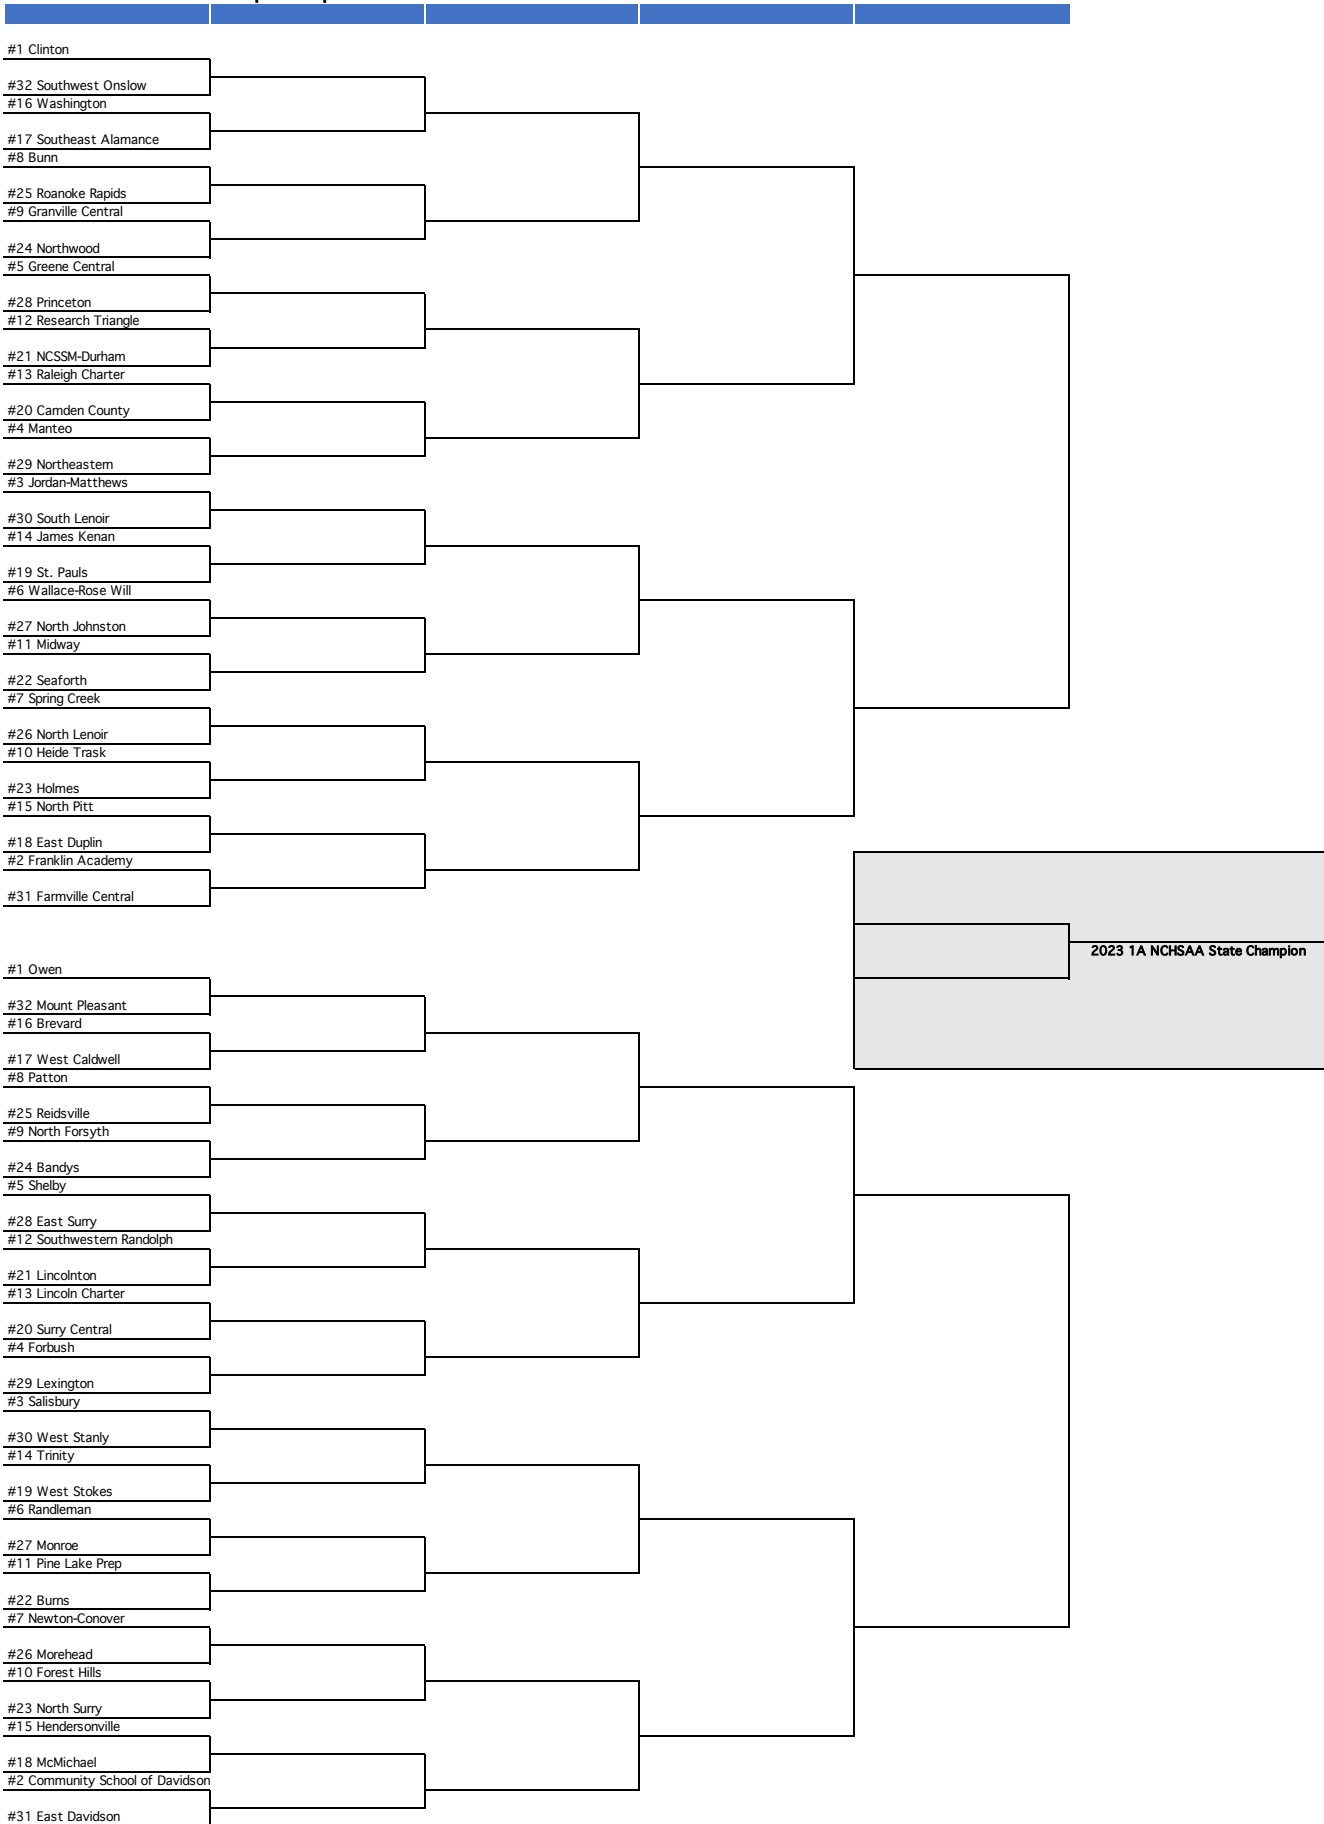 #1 Clinton
#32 Southwest Onslow
#16 Washington
#17 Southeast Alamance
#8 Bunn
#25 Roanoke Rapids
#9 Granville Central
#24 Northwood
#5 Greene Central
#28 Princeton
#12 Research Triangle
#21 NCSSM-Durham
#13 Raleigh Charter
#20 Camden County
#4 Manteo
#29 Northeastern
#3 Jordan-Matthews
#30 South Lenoir
#14 James Kenan
#19 St. Pauls
#6 Wallace-Rose Will
#27 North Johnston
#11 Midway
#22 Seaforth
#7 Spring Creek
#26 North Lenoir
#10 Heide Trask
#23 Holmes
#15 North Pitt
#18 East Duplin
#2 Franklin Academy
#31 Farmville Central
2023 1A NCHSAA State Champion
#1 Owen
#32 Mount Pleasant
#16 Brevard
#17 West Caldwell
#8 Patton
#25 Reidsville
#9 North Forsyth
#24 Bandys
#5 Shelby
#28 East Surry
#12 Southwestern Randolph
#21 Lincolnton
#13 Lincoln Charter
#20 Surry Central
#4 Forbush
#29 Lexington
#3 Salisbury
#30 West Stanly
#14 Trinity
#19 West Stokes
#6 Randleman
#27 Monroe
#11 Pine Lake Prep
#22 Burns
#7 Newton-Conover
#26 Morehead
#10 Forest Hills
#23 North Surry
#15 Hendersonville
#18 McMichael
#2 Community School of Davidson
#31 East Davidson